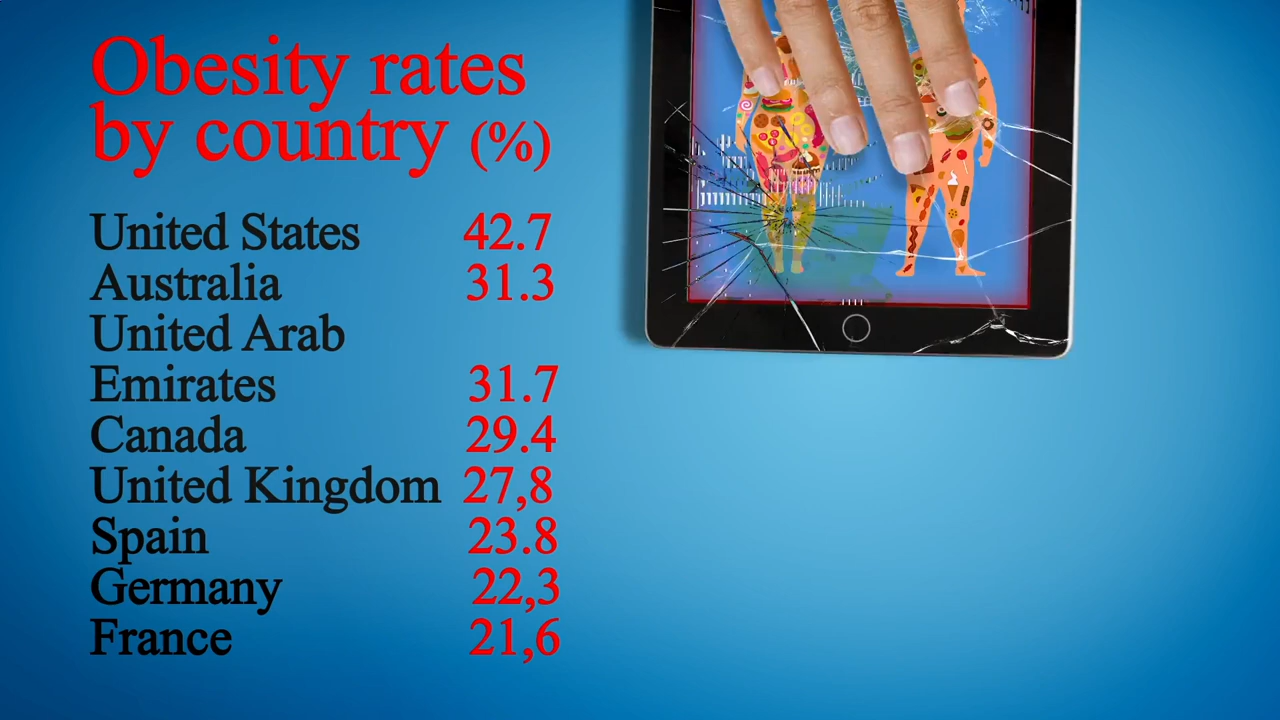 Obesity rates
by country (%)
United States 42.7
Australia 31.3
United Arab
Emirates 31.7
Canada 29.4
United Kingdom 27,8
Spain 23.8
Germany 22,3
France 21,6